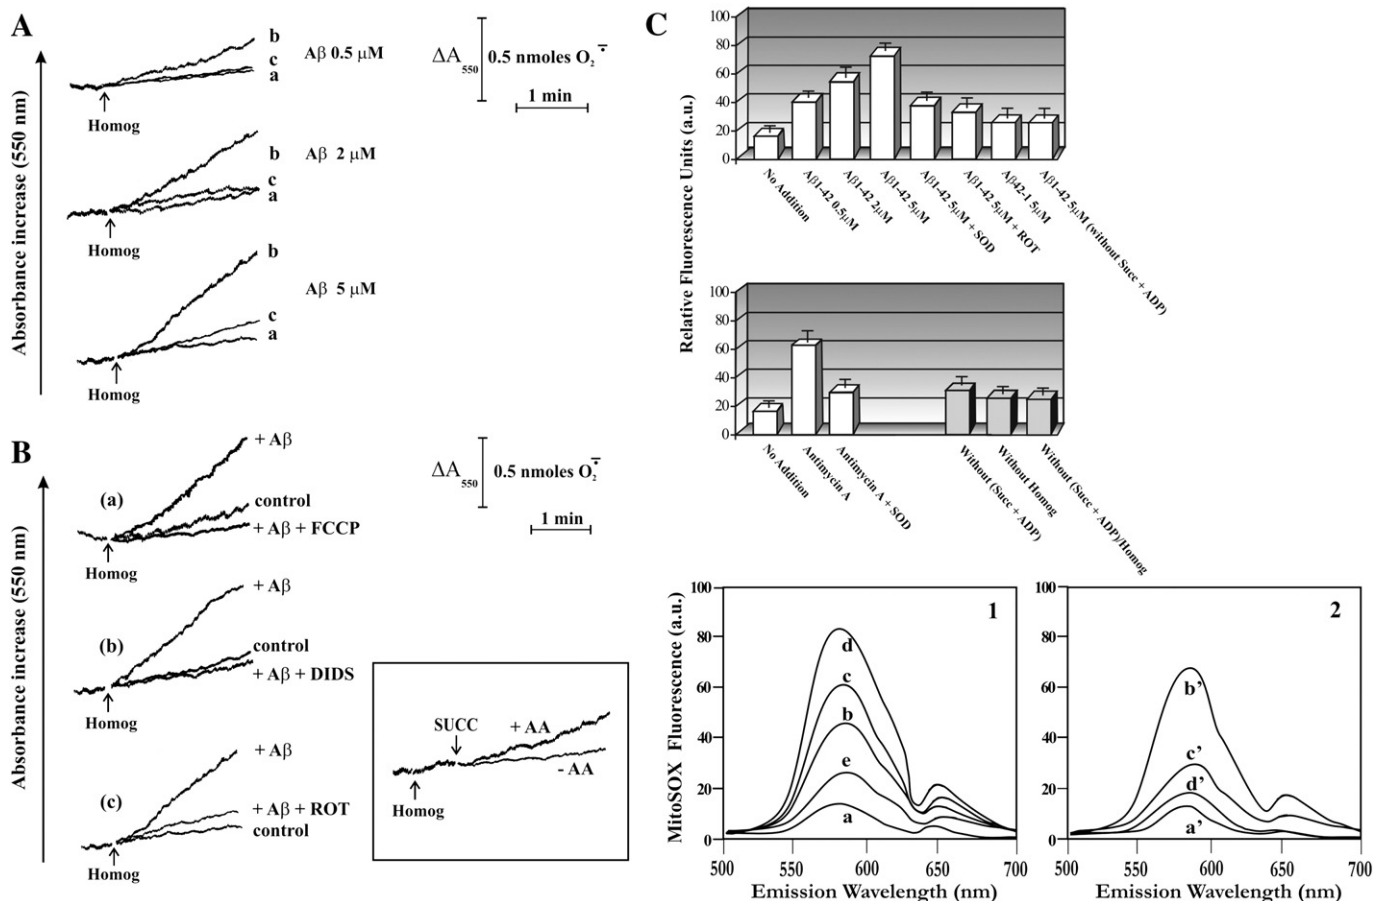 A
Absorbance increase (550 nm)
b
c
a
Aβ 0.5 μM
Homog
b
c
a
Aβ 2 μM
Homog
b
c
a
Aβ 5 μM
Homog
ΔA550
0.5 nmoles O2•−
1 min
B
Absorbance increase (550 nm)
(a)
+ Aβ
control
+ Aβ + FCCP
Homog
(b)
+ Aβ
control
+ Aβ + DIDS
Homog
(c)
+ Aβ
+ Aβ + ROT
control
Homog
ΔA550
0.5 nmoles O2•−
1 min
SUCC
+ AA
- AA
Homog
C
Relative Fluorescence Units (a.u.)
100
80
60
40
20
0
No Addition
Aβ1-42 0.5μM
Aβ1-42 2μM
Aβ1-42 5μM
Aβ1-42 5μM + SOD
Aβ1-42 5μM + ROT
Aβ42-1 5μM
Aβ1-42 5μM (without Succ + ADP)
100
80
60
40
20
0
No Addition
Antimycin A
Antimycin A + SOD
Without (Succ + ADP)
Without Homog
Without (Succ + ADP)/Homog
MitoSOX Fluorescence (a.u.)
100
80
60
40
20
0
1
d
c
b
e
a
500
550
600
650
700
Emission Wavelength (nm)
100
80
60
40
20
0
2
b'
c'
d'
a'
500
550
600
650
700
Emission Wavelength (nm)